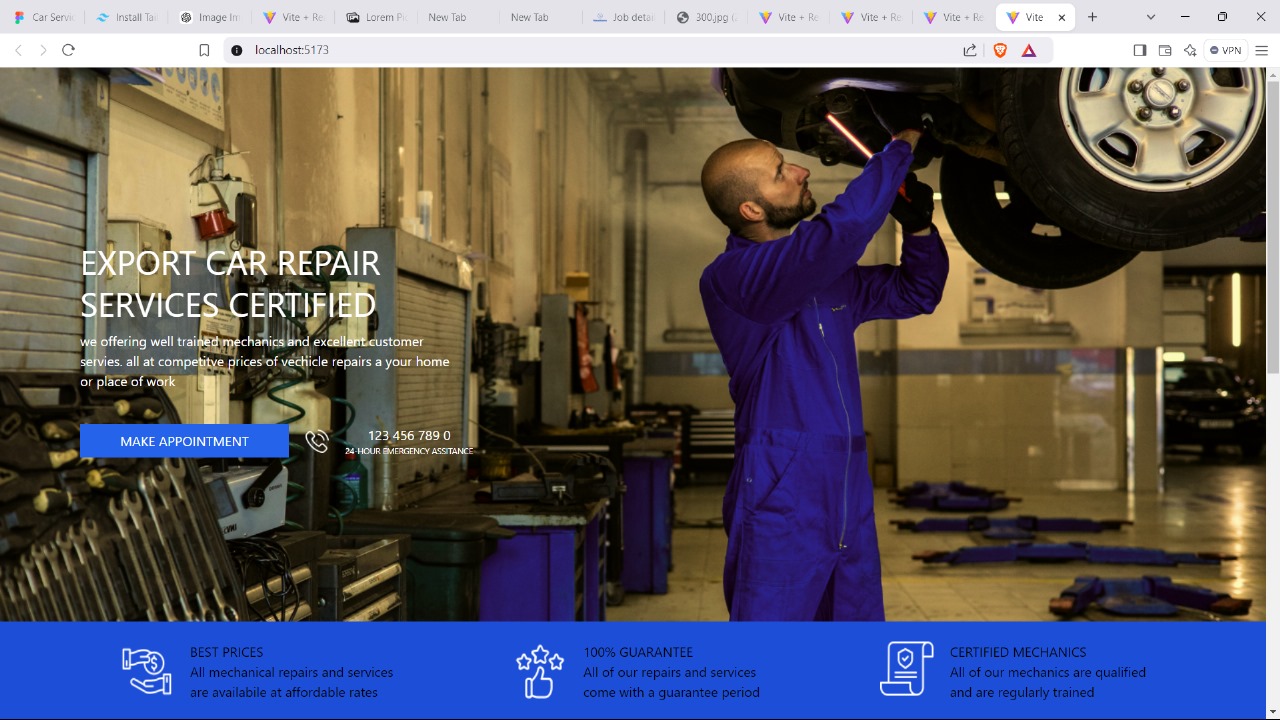 Car Servic
Install Tai
Image Im
Vite + Re
Lorem Pi
New Tab
New Tab
Job detai
300.jpg (
Vite + Re
Vite + Re
Vite + Re
Vite
localhost:5173
VPN
EXPORT CAR REPAIR
SERVICES CERTIFIED
we offering well trained mechanics and excellent customer
servies. all at competitve prices of vechicle repairs a your home
or place of work
MAKE APPOINTMENT
123 456 789 0
24-HOUR EMERGENCY ASSITANCE
BEST PRICES
All mechanical repairs and services
are availabile at affordable rates
100% GUARANTEE
All of our repairs and services
come with a guarantee period
CERTIFIED MECHANICS
All of our mechanics are qualified
and are regularly trained